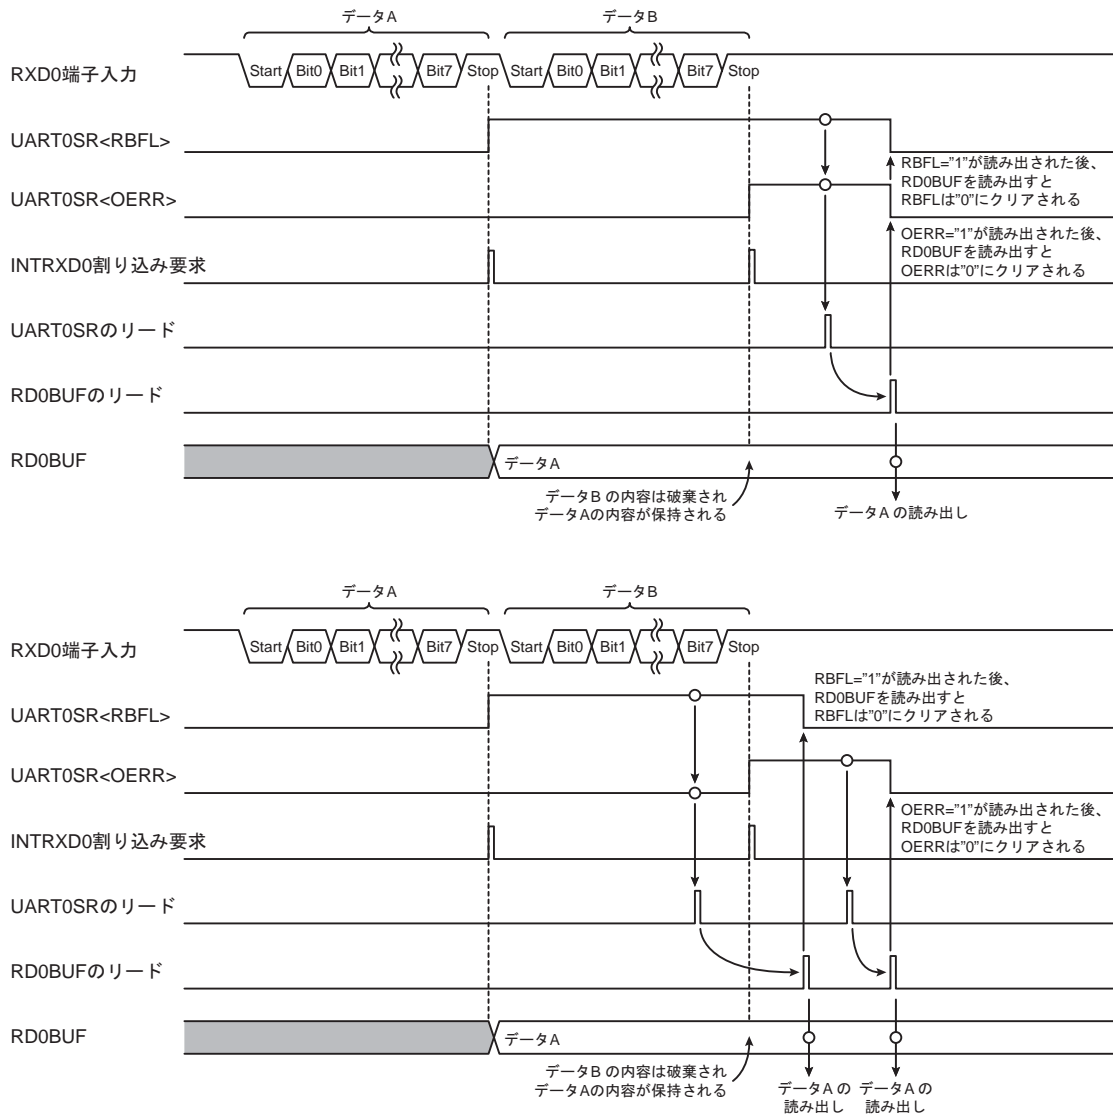 データA データB
RXD0端子入力 Start Bit0 Bit1 Bit7 Stop Start Bit0 Bit1 Bit7 Stop
UART0SR<RBFL>
RBFL="1"が読み出された後、
RD0BUFを読み出すと
RBFLは"0"にクリアされる
UART0SR<OERR>
OERR="1"が読み出された後、
RD0BUFを読み出すと
OERRは"0"にクリアされる
INTRXD0割り込み要求
UART0SRのリード
RD0BUFのリード
RD0BUF データA
データB の内容は破棄され
データAの内容が保持される
データA の読み出し
データA データB
RXD0端子入力 Start Bit0 Bit1 Bit7 Stop Start Bit0 Bit1 Bit7 Stop
RBFL="1"が読み出された後、
RD0BUFを読み出すと
RBFLは"0"にクリアされる
UART0SR<RBFL>
UART0SR<OERR>
OERR="1"が読み出された後、
RD0BUFを読み出すと
OERRは"0"にクリアされる
INTRXD0割り込み要求
UART0SRのリード
RD0BUFのリード
RD0BUF データA
データB の内容は破棄され
データAの内容が保持される
データA の
読み出し
データA の
読み出し